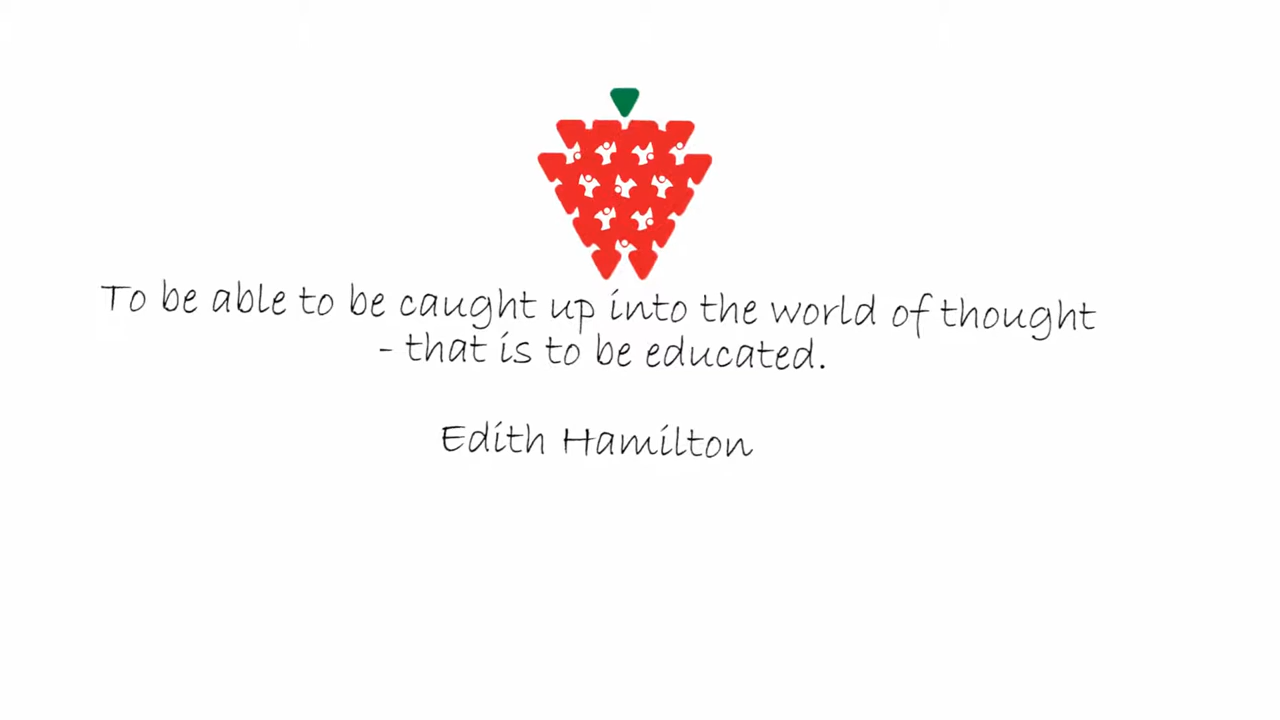 To be able to be caught up into the world of thought
- that is to be educated.
Edith Hamilton